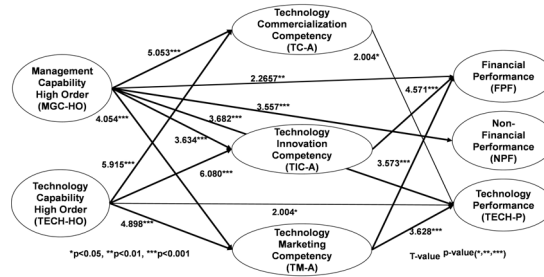 Technology
Commercialization
Competency
(TC-A)
5.053***
2.004*
Management
Capability
High Order
(MGC-HO)
2.2657**
4.571***
Financial
Performance
(FPF)
4.054***
3.682***
3.557***
3.634***
Technology
Innovation
Competency
(TIC-A)
Non-
Financial
Performance
(NPF)
5.915***
6.080***
3.573***
Technology
Capability
High Order
(TECH-HO)
2.004*
Technology
Performance
(TECH-P)
4.898***
3.628***
Technology
Marketing
Competency
(TM-A)
*p<0.05, **p<0.01, ***p<0.001
T-value p-value(*,**,***)